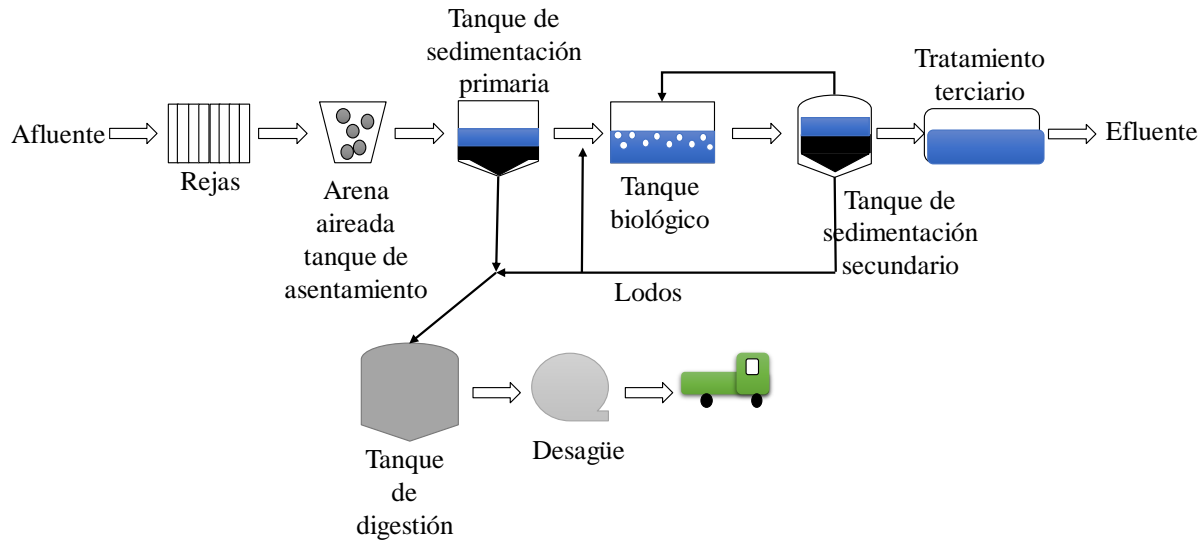 Afluente
Rejas
Arena
aireada
tanque de
asentamiento
Tanque de
sedimentación
primaria
Tanque
biológico
Tanque de
sedimentación
secundario
Tratamiento
terciario
Efluente
Lodos
Tanque
de
digestión
Desagüe